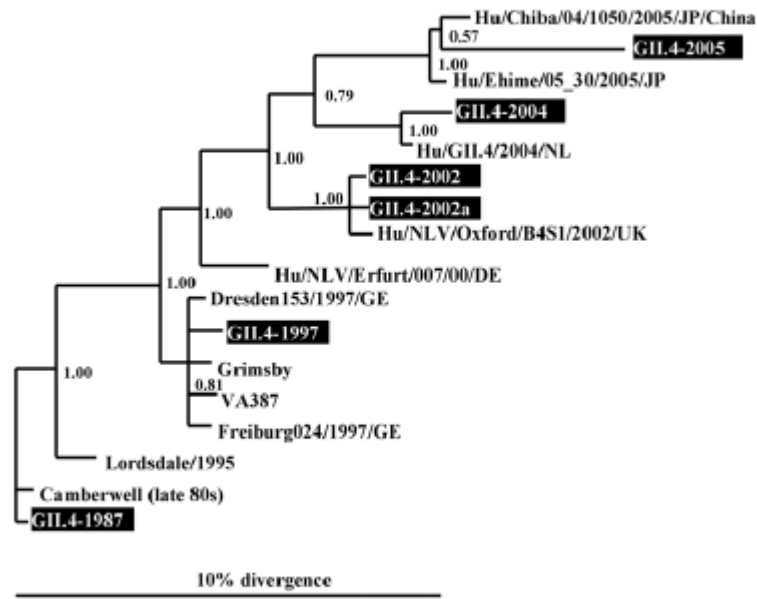 Hu/Chiba/04/1050/2005/JP/China
0.57
GII.4-2005
1.00
Hu/Ehime/05_30/2005/JP
0.79
GII.4-2004
1.00
Hu/GII.4/2004/NL
1.00
GII.4-2002
1.00
GII.4-2002a
1.00
Hu/NLV/Oxford/B4S1/2002/UK
Hu/NLV/Erfurt/007/00/DE
1.00
Dresden153/1997/GE
GII.4-1997
Grimsby
1.00
0.81
VA387
Freiburg024/1997/GE
Lordsdale/1995
Camberwell (late 80s)
GII.4-1987
10% divergence